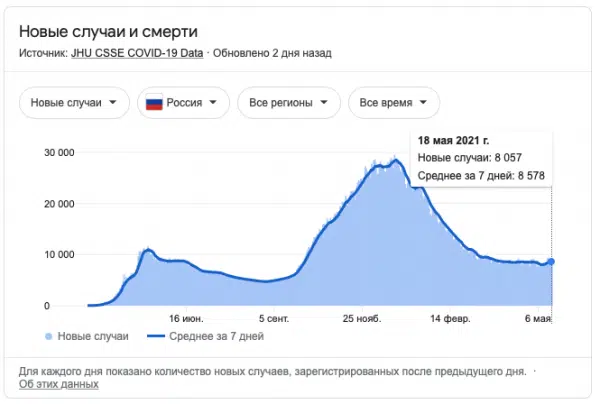 Новые случаи и смерти
Источник: JHU CSSE COVID-19 Data · Обновлено 2 дня назад
Новые случаи
Россия
Все регионы
Все время
18 мая 2021 г.
Новые случаи: 8 057
Среднее за 7 дней: 8 578
30 000
20 000
10 000
0
16 июн.
5 сент.
25 нояб.
14 февр.
6 мая
Новые случаи
Среднее за 7 дней
Для каждого дня показано количество новых случаев, зарегистрированных после предыдущего дня. ·
Об этих данных